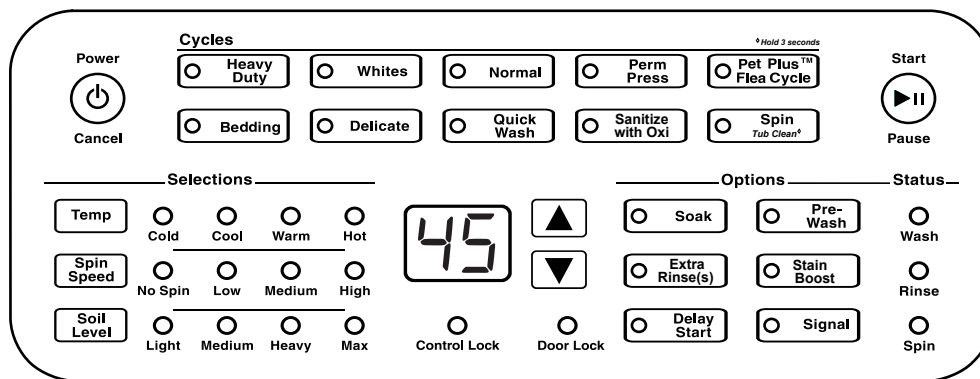 Cycles
◊ Hold 3 seconds
Power
Cancel
Heavy
Duty
Whites
Normal
Perm
Press
Pet Plus™
Flea Cycle
Start
Pause
Bedding
Delicate
Quick
Wash
Sanitize
with Oxi
Spin
Tub Clean◊
Selections
Temp
Cold
Cool
Warm
Hot
Spin
Speed
No Spin
Low
Medium
High
Soil
Level
Light
Medium
Heavy
Max
45
Control Lock
Door Lock
Options
Soak
Pre-
Wash
Extra
Rinse(s)
Stain
Boost
Delay
Start
Signal
Status
Wash
Rinse
Spin